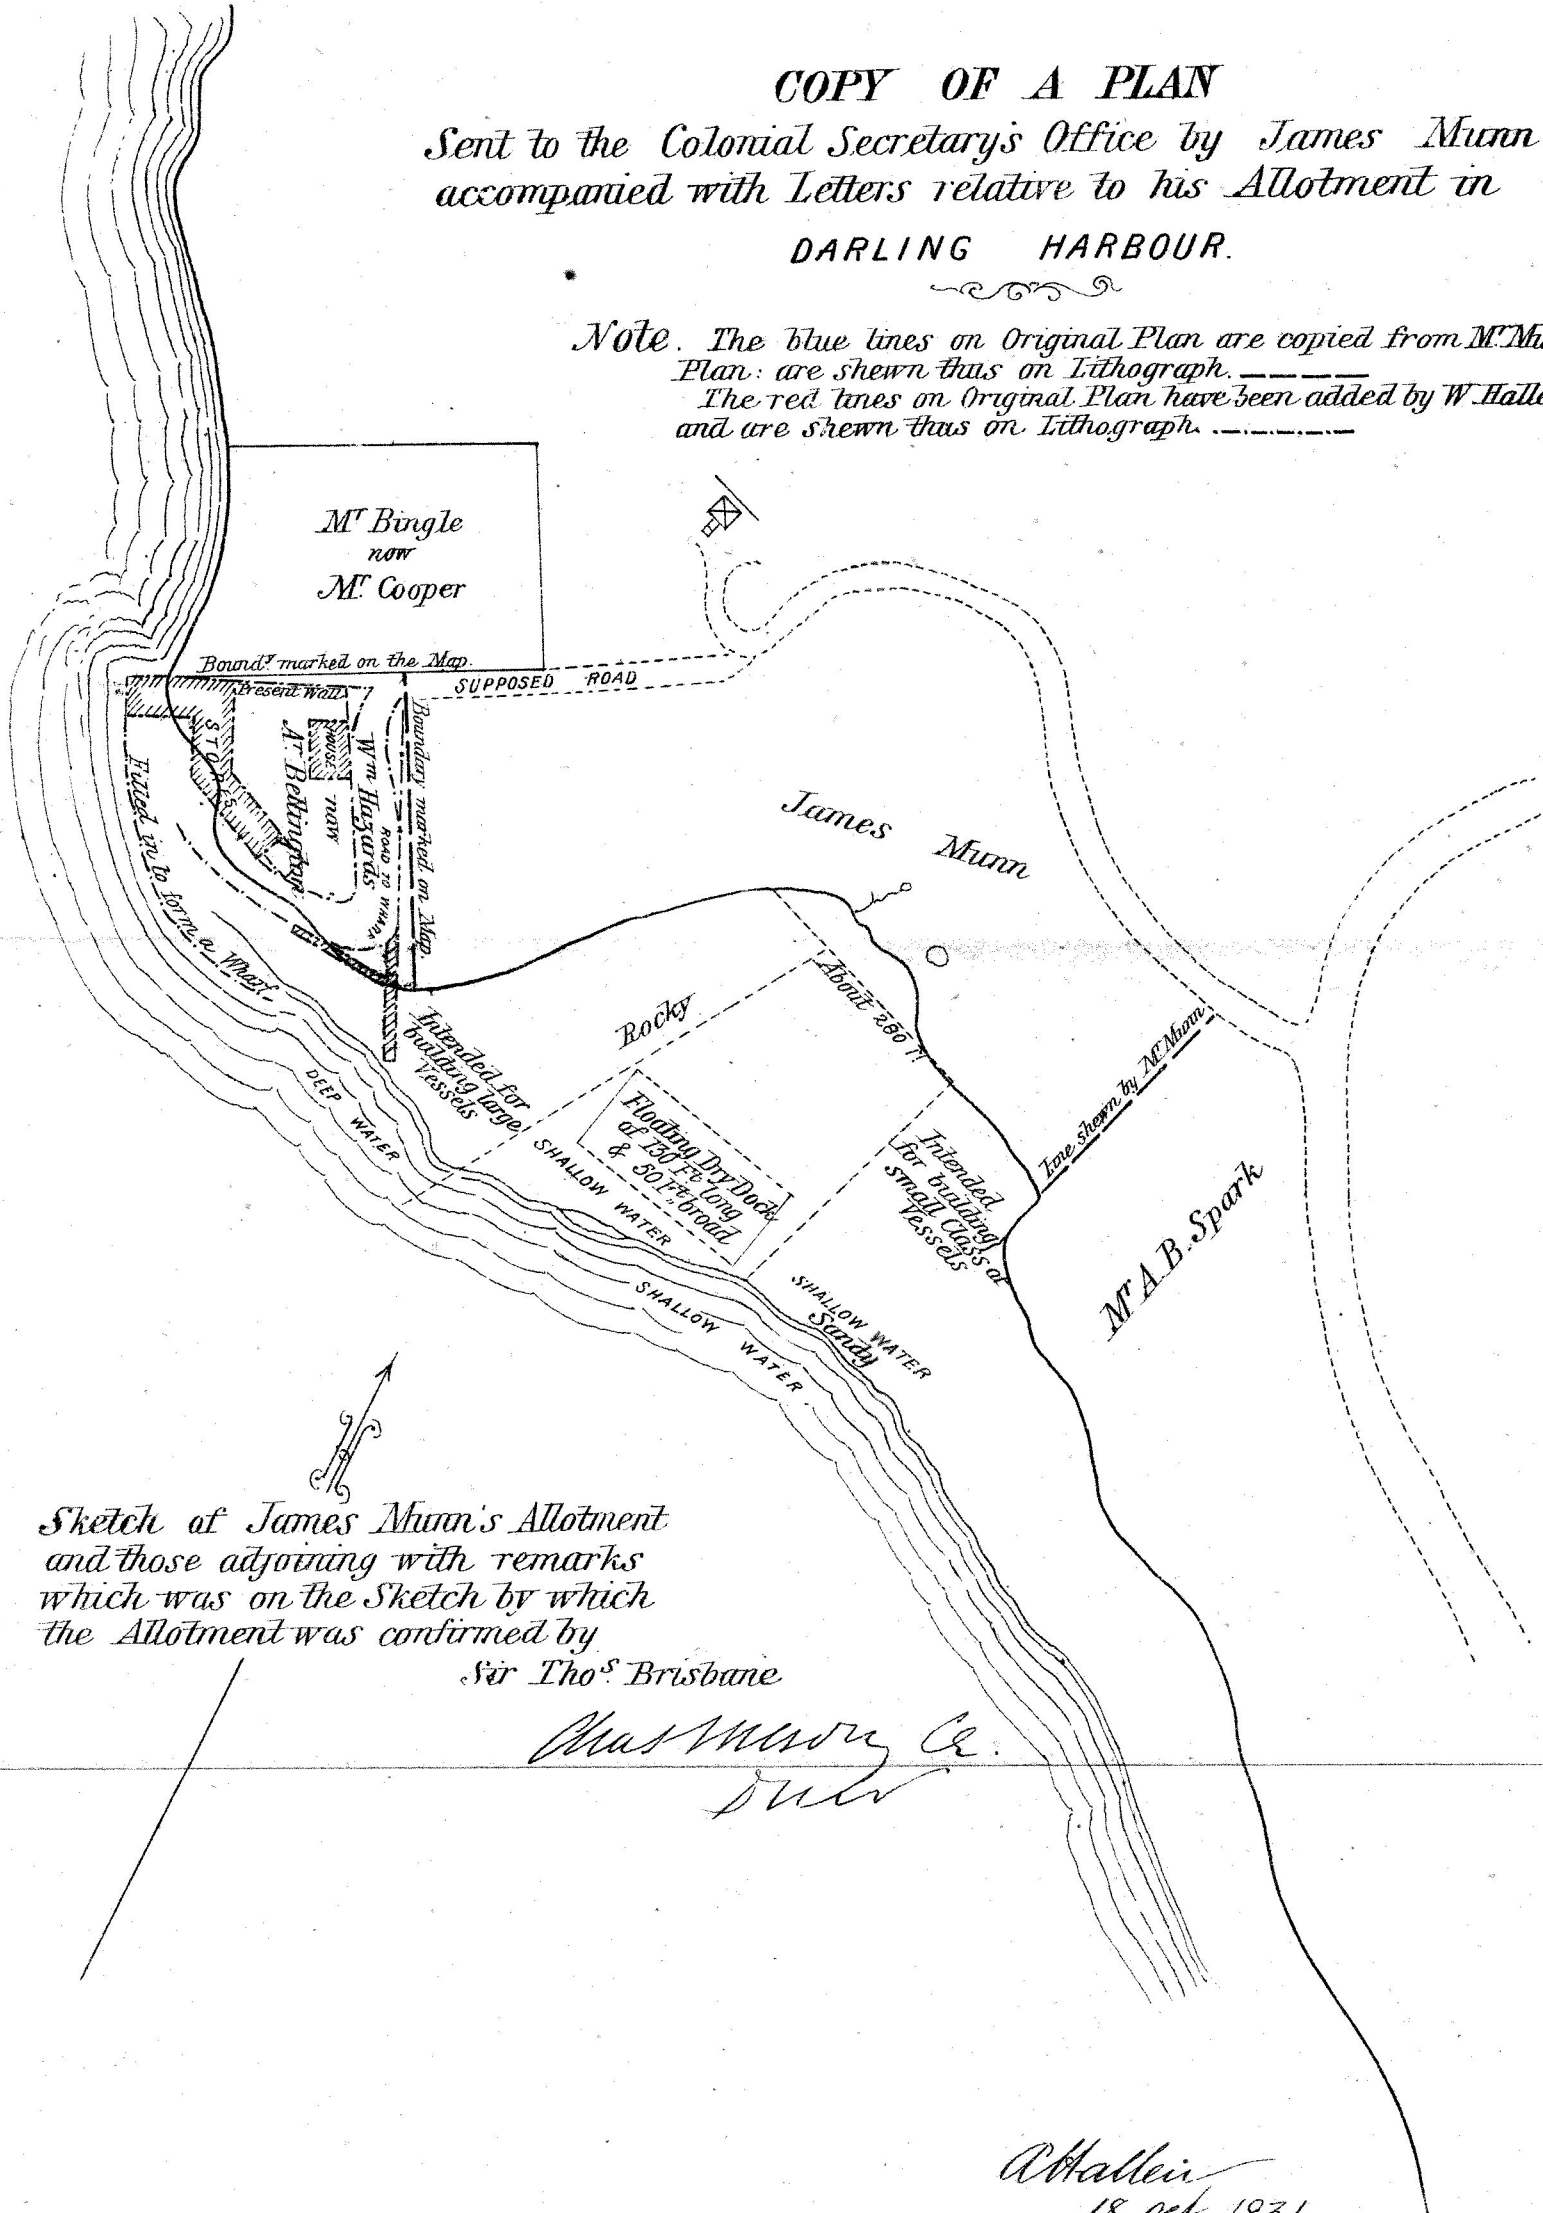 COPY OF A PLAN
Sent to the Colonial Secretary's Office by James Munn
accompanied with Letters relative to his Allotment in
DARLING HARBOUR.
Note. The blue lines on Original Plan are copied from Mr
Plan: are shewn thus on Lithograph.
The red lines on Original Plan have been added by W
and are shewn thus on Lithograph.
Mr Bingle
now
Mr. Cooper
Boundy marked on the Map.
SUPPOSED ROAD
Present Wall
STORES
HOUSE
now
Wm Hazards
ROAD TO WHARF
Boundary marked on Map
Filled in to form a Wharf
James Munn
Rocky
About 280
Intended for
building large
Vessels
DEEP WATER
SHALLOW WATER
Floating Dry Dock
of 130 Ft long
& 50 Ft. broad
Intended
for building
small Class of
Vessels
Line shewn by Mr Munn
Mr A. B. Spark
SHALLOW WATER
SHALLOW WATER
Sandy
Sketch of James Munn's Allotment
and those adjoining with remarks
which was on the Sketch by which
the Allotment was confirmed by
Sir Thos. Brisbane
Hallen
18 Oct 1831